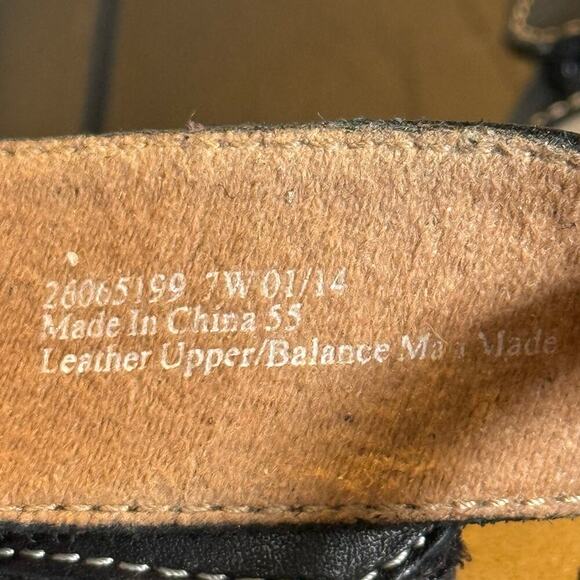 26065199 7W 01/14
Made In China 55
Leather Upper/Balance Man Made